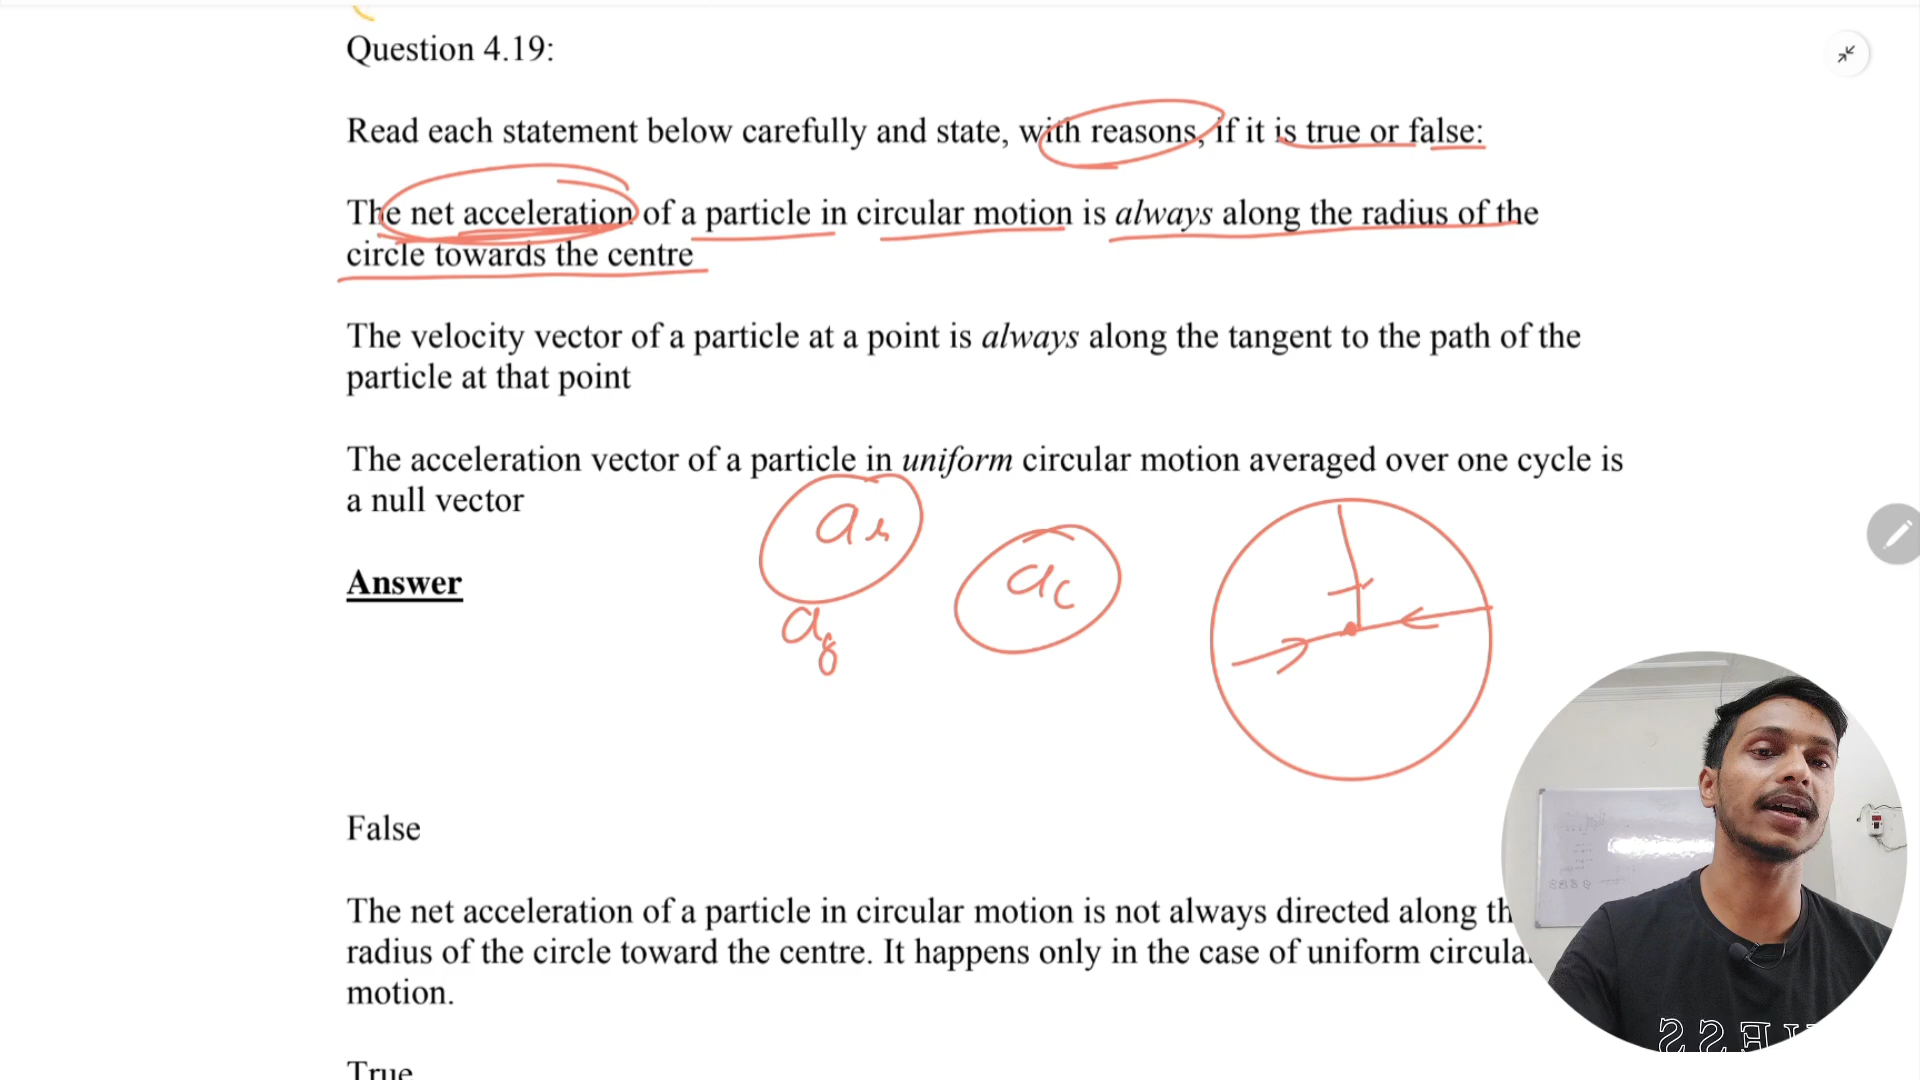 Question 4.19:
Read each statement below carefully and state, with reasons, if it is true or false:
The net acceleration of a particle in circular motion is always along the radius of the
circle towards the centre
The velocity vector of a particle at a point is always along the tangent to the path of the
particle at that point
The acceleration vector of a particle in uniform circular motion averaged over one cycle is
a null vector
Answer
a
ac
a
False
The net acceleration of a particle in circular motion is not always directed along th
radius of the circle toward the centre. It happens only in the case of uniform circula
motion.
True